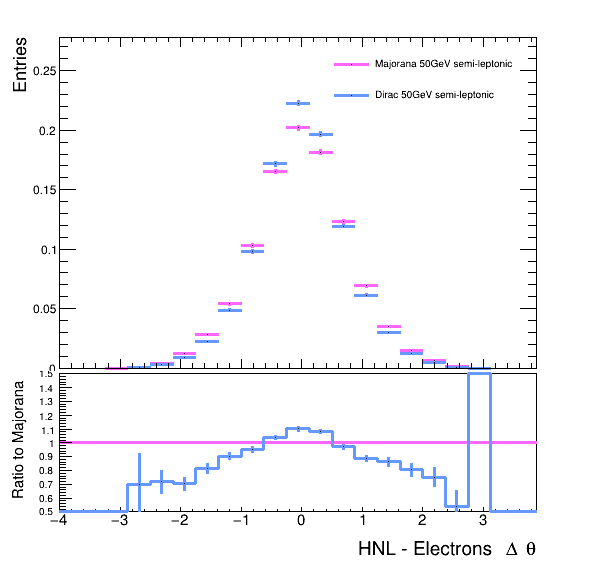 Entries
0.25
0.2
0.15
0.1
0.05
0
Majorana 50GeV semi-leptonic
Dirac 50GeV semi-leptonic
Ratio to Majorana
1.5
1.4
1.3
1.2
1.1
1
0.9
0.8
0.7
0.6
0.5
−4 −3 −2 −1 0 1 2 3
HNL - Electrons Δ θ